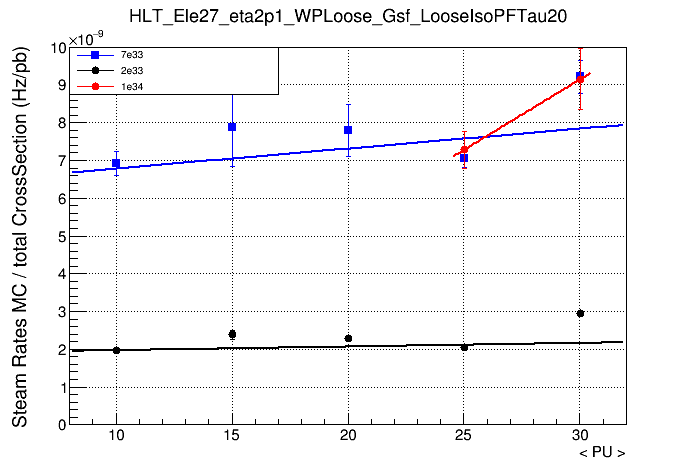 HLT_Ele27_eta2p1_WPLoose_Gsf_LooseIsoPFTau20
×10⁻⁹
Steam Rates MC / total CrossSection (Hz/pb)
7e33
2e33
1e34
10
9
8
7
6
5
4
3
2
1
0
10 15 20 25 30
< PU >